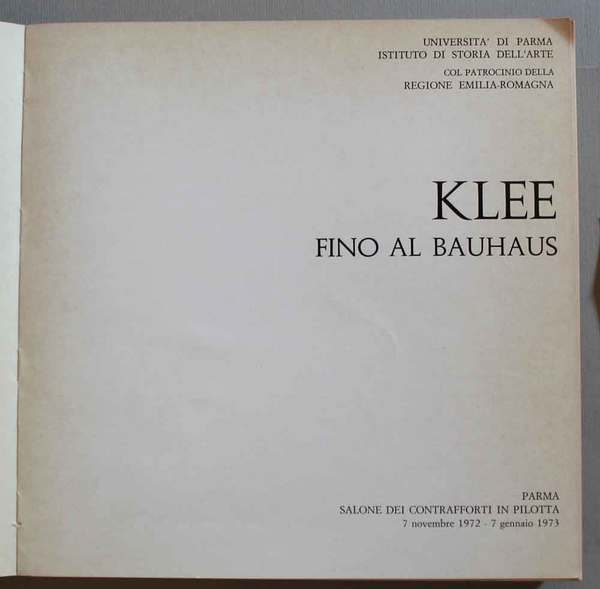 UNIVERSITA' DI PARMA
ISTITUTO DI STORIA DELL'ARTE
COL PATROCINIO DELLA
REGIONE EMILIA-ROMAGNA
KLEE
FINO AL BAUHAUS
PARMA
SALONE DEI CONTRAFFORTI IN PILOTTA
7 novembre 1972 - 7 gennaio 1973